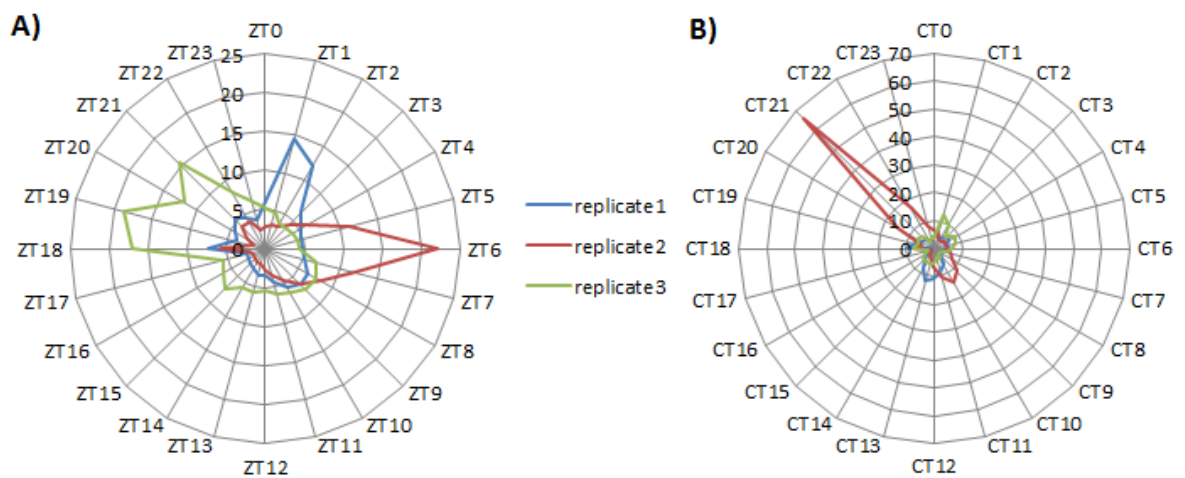 A)
ZT0
ZT1
ZT2
ZT3
ZT4
ZT5
ZT6
ZT7
ZT8
ZT9
ZT10
ZT11
ZT12
ZT13
ZT14
ZT15
ZT16
ZT17
ZT18
ZT19
ZT20
ZT21
ZT22
ZT23
25
20
15
10
5
0
replicate1
replicate2
replicate3
B)
CT0
CT1
CT2
CT3
CT4
CT5
CT6
CT7
CT8
CT9
CT10
CT11
CT12
CT13
CT14
CT15
CT16
CT17
CT18
CT19
CT20
CT21
CT22
CT23
70
60
50
40
30
20
10
0